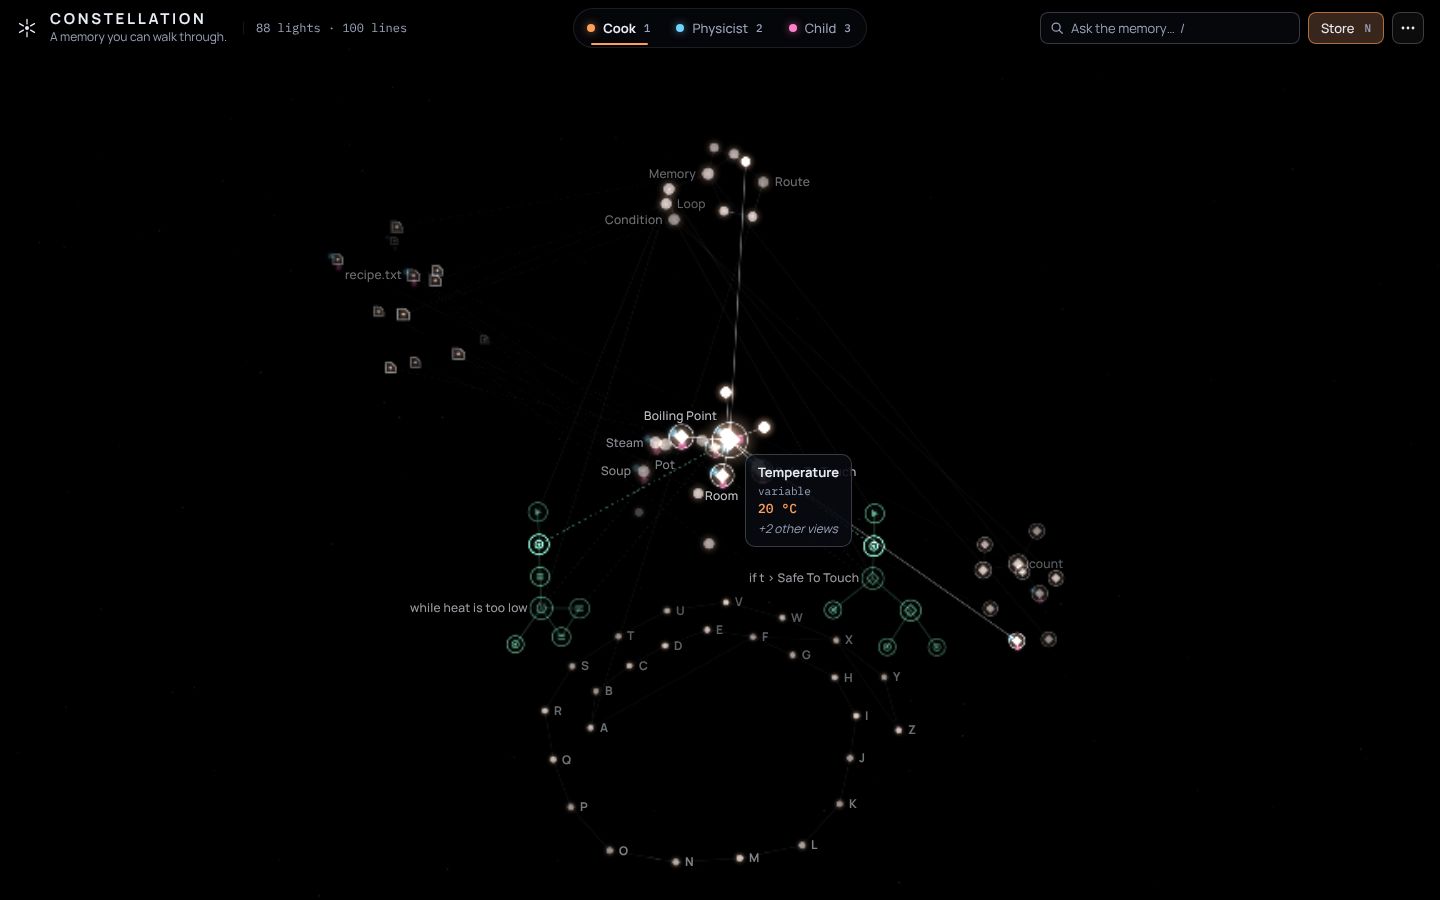 CONSTELLATION
A memory you can walk through.
88 lights · 100 lines
Cook 1
Physicist 2
Child 3
Ask the memory... /
Store N
Memory
Route
Loop
Condition
recipe.txt
Boiling Point
Steam
Pot
Soup
Room
Temperature
variable
20 °C
+2 other views
count
if t > Safe To Touch
while heat is too low
V
U
W
T
E
F
X
D
G
S
C
H
Y
B
R
A
I
Z
Q
J
P
K
O
N
M
L